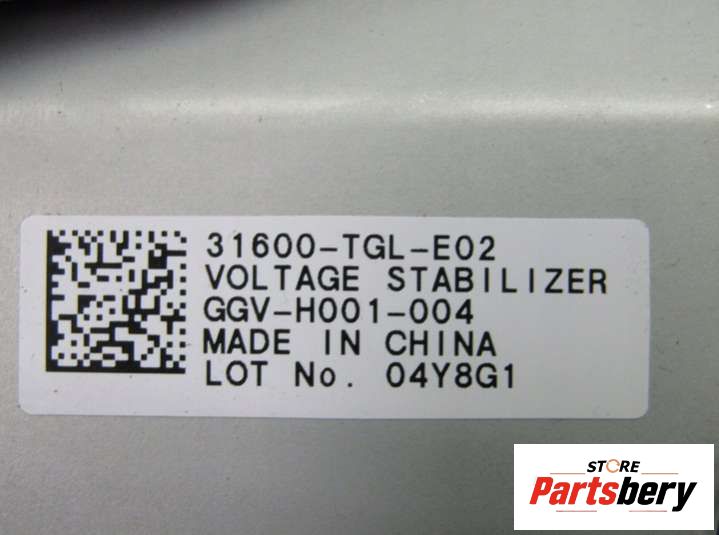 31600-TGL-E02
VOLTAGE STABILIZER
GGV-H001-004
MADE IN CHINA
LOT No. 04Y8G1
STORE
Partsbery